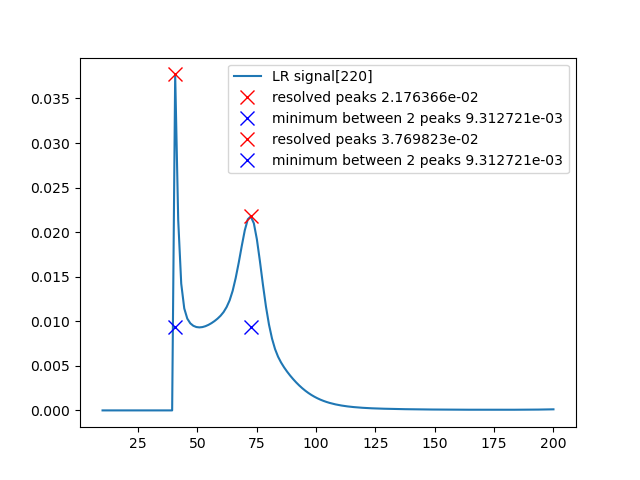 LR signal[220]
resolved peaks 2.176366e-02
minimum between 2 peaks 9.312721e-03
resolved peaks 3.769823e-02
minimum between 2 peaks 9.312721e-03
0.035
0.030
0.025
0.020
0.015
0.010
0.005
0.000
25 50 75 100 125 150 175 200